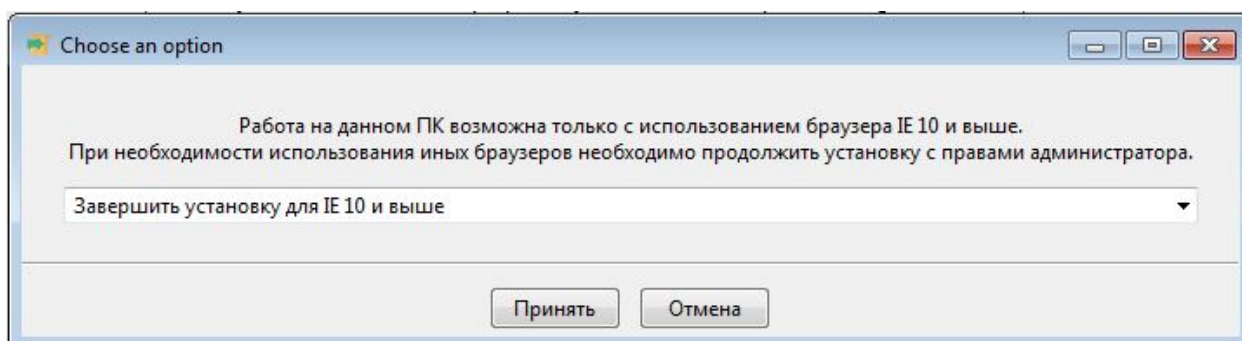 Choose an option
Работа на данном ПК возможна только с использованием браузера IE 10 и выше.
При необходимости использования иных браузеров необходимо продолжить установку с правами администратора.
Завершить установку для IE 10 и выше
Принять
Отмена